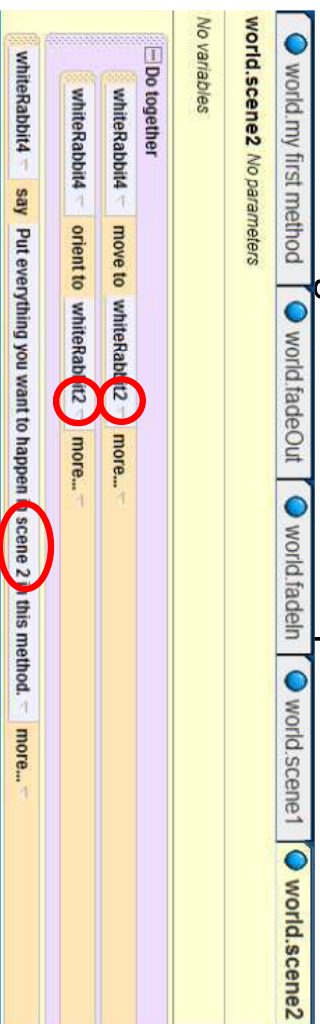 world.my first method world.fadeOut world.fadeIn world.scene1 world.scene2
world.scene2 No parameters
No variables
Do together
whiteRabbit4 move to whiteRabbit2 more...
whiteRabbit4 orient to whiteRabbit2 more...
whiteRabbit4 say Put everything you want to happen in scene 2 in this method. more...